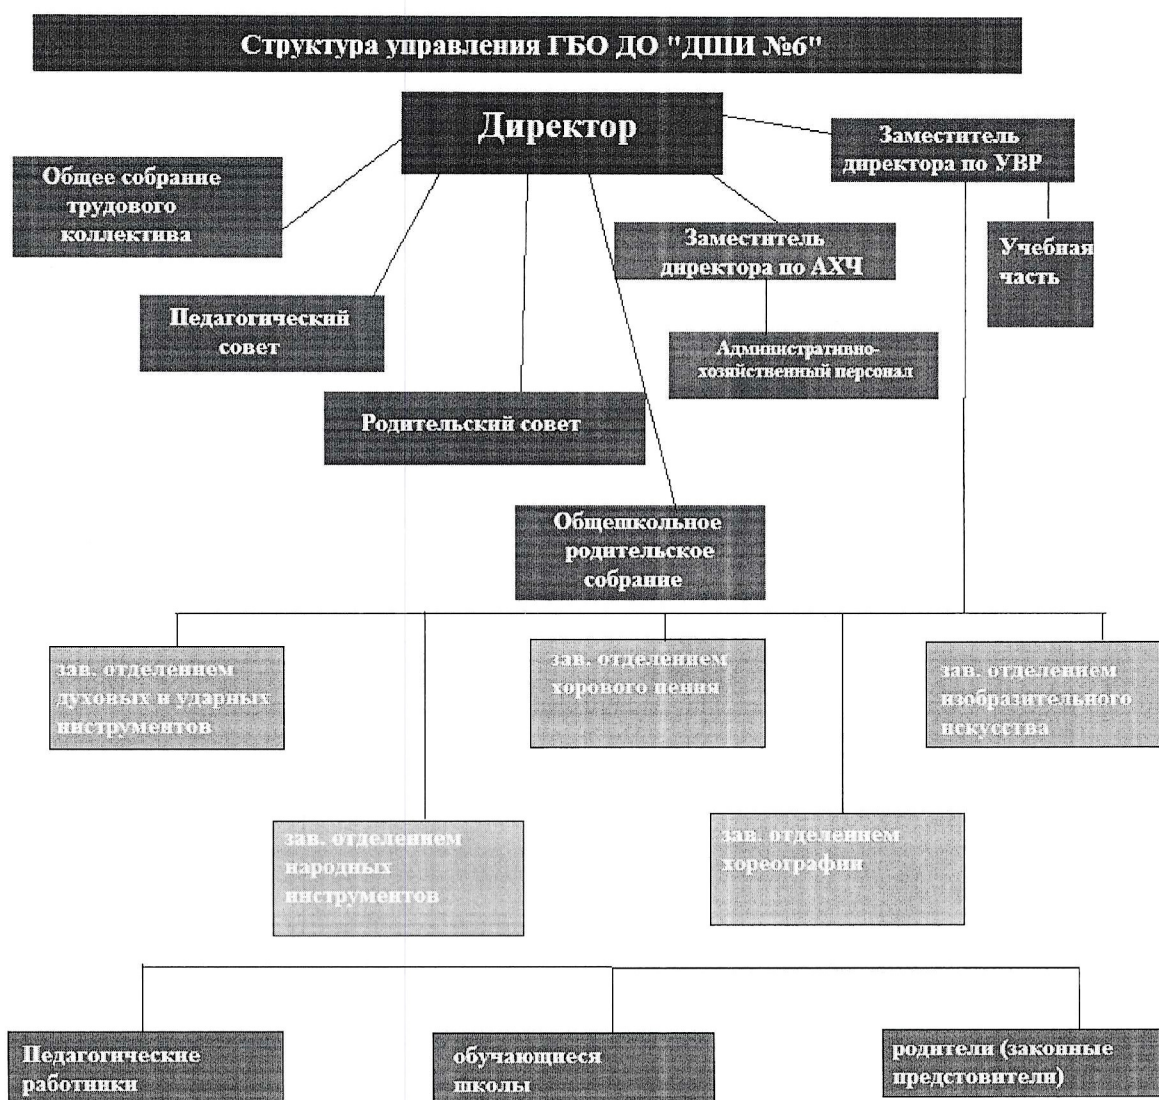 Структура управления ГБО ДО "ДШИ №6"
Директор
Заместитель
директора по УВР
Общее собрание
трудового
коллектива
Заместитель
директора по АХЧ
Учебная
часть
Педагогический
совет
Административно-
хозяйственный персонал
Родительский совет
Общешкольное
родительское
собрание
зав. отделением
духовых и ударных
инструментов
зав. отделением
хорового пения
зав. отделением
изобразительного
искусства
зав. отделением
народных
инструментов
зав. отделением
хореографии
Педагогические
работники
обучающиеся
школы
родители (законные
предстовители)